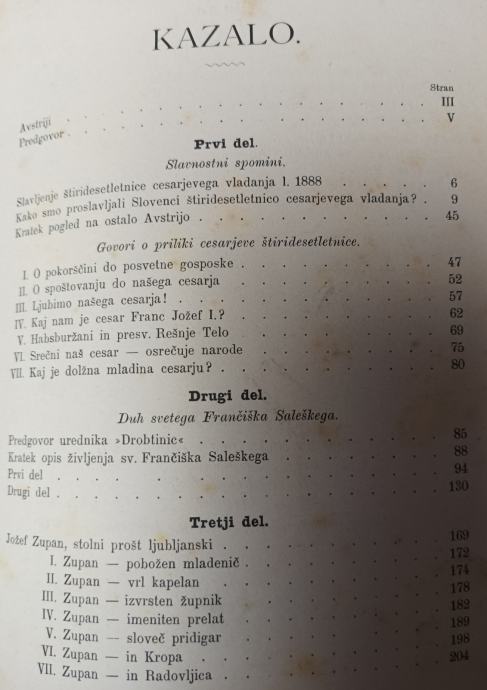 KAZALO.
Stran
Avstriji . . . . . . . . . . . . . . . III
Predgovor . . . . . . . . . . . . . . . V
Prvi del.
Slavnostni spomini.
Slavljenje štiridesetletnice cesarjevega vladanja l. 1888 . . . . . 6
Kako smo proslavljali Slovenci štiridesetletnico cesarjevega vladanja? . 9
Kratek pogled na ostalo Avstrijo . . . . . . . . . . 45
Govori o priliki cesarjeve štiridesetletnice.
I. O pokorščini do posvetne gosposke . . . . . . . . 47
II. O spoštovanju do našega cesarja . . . . . . . . 52
III. Ljubimo našega cesarja! . . . . . . . . . . 57
IV. Kaj nam je cesar Franc Jožef I.? . . . . . . . . 62
V. Habsburžani in presv. Rešnje Telo . . . . . . . . 69
VI. Srečni naš cesar — osrečuje narode . . . . . . . 75
VII. Kaj je dolžna mladina cesarju? . . . . . . . . . 80
Drugi del.
Duh svetega Frančiška Saleškega.
Predgovor urednika »Drobtinic« . . . . . . . . . . 85
Kratek opis življenja sv. Frančiška Saleškega . . . . . . . 88
Prvi del . . . . . . . . . . . . . . . 94
Drugi del . . . . . . . . . . . . . . . 130
Tretji del.
Jožef Zupan, stolni prošt ljubljanski . . . . . . . . . 169
I. Zupan — pobožen mladenič . . . . . . . . . 172
II. Zupan — vrl kapelan . . . . . . . . . 174
III. Zupan — izvrsten župnik . . . . . . . . . 178
IV. Zupan — imeniten prelat . . . . . . . . . 182
V. Zupan — sloveč pridigar . . . . . . . . . 189
VI. Zupan — in Kropa . . . . . . . . . . 198
VII. Zupan — in Radovljica . . . . . . . . . 204